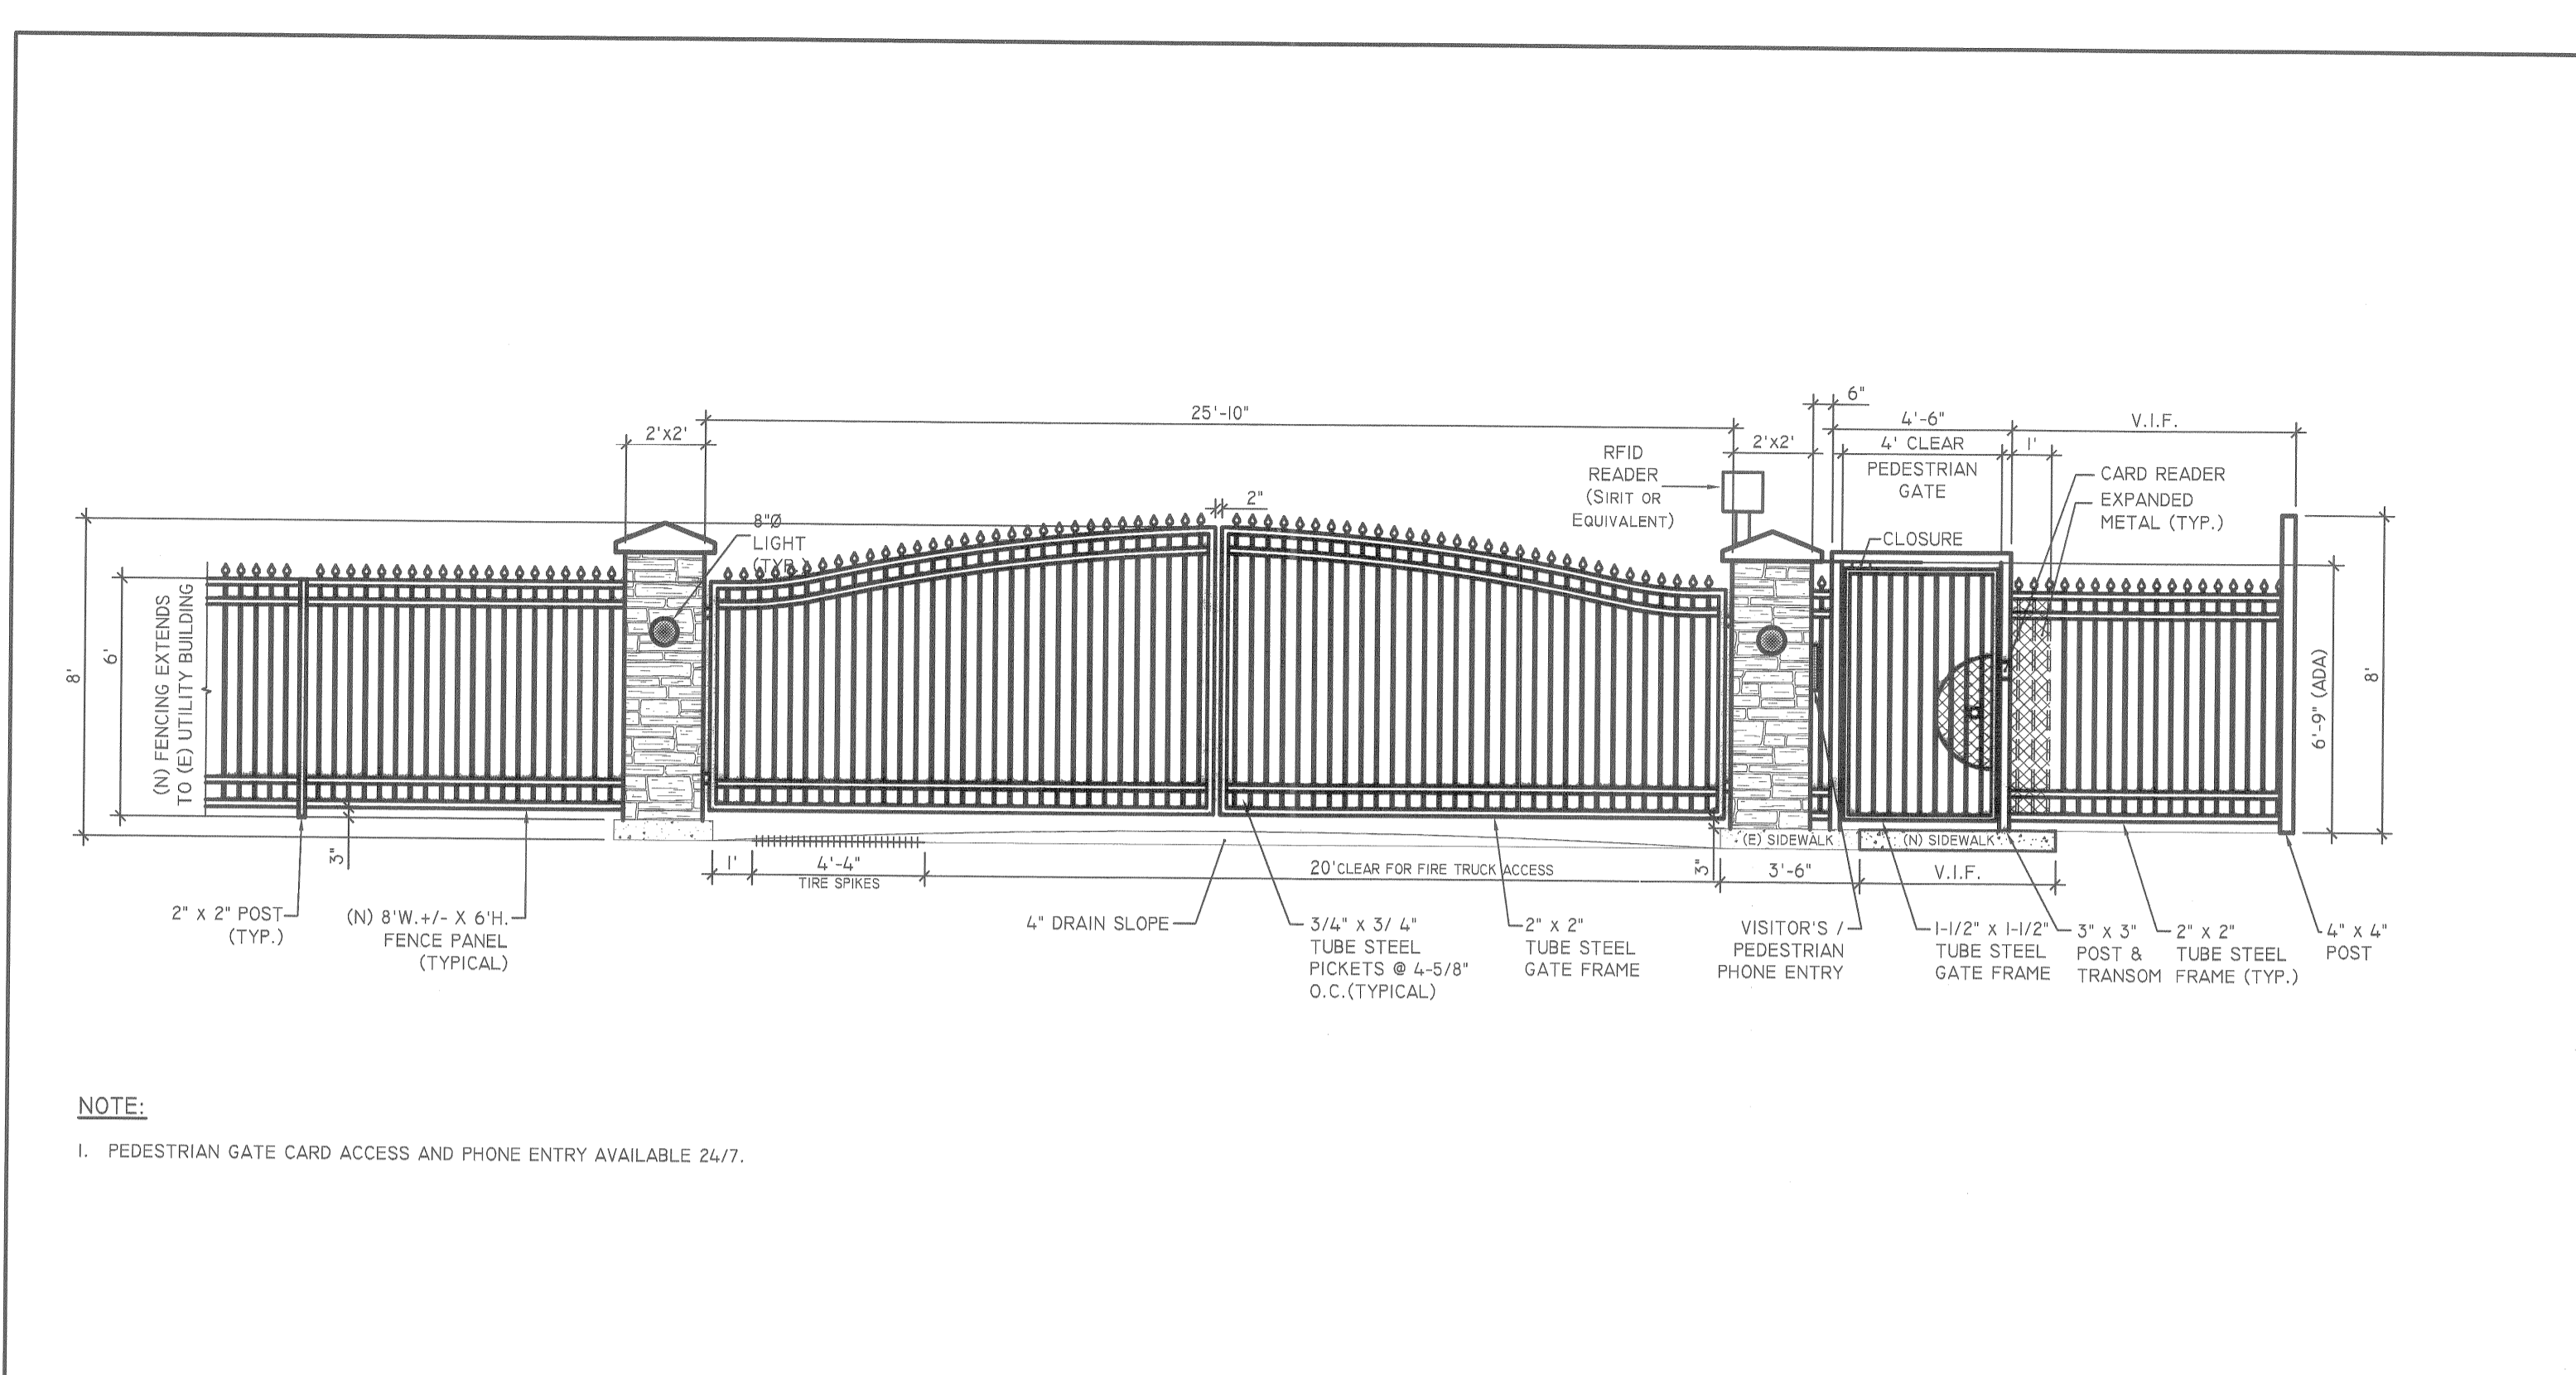 25'-10"
6"
4'-6"
V.I.F.
2'X2'
2'X2'
4' CLEAR
1'
PEDESTRIAN
GATE
RFID
READER
(SIRIT OR
EQUIVALENT)
CARD READER
EXPANDED
METAL (TYP.)
2"
8"Ø
LIGHT
(TYP.)
CLOSURE
8'
6'
(N) FENCING EXTENDS
TO (E) UTILITY BUILDING
6'-9" (ADA)
8'
3"
1'
4'-4"
TIRE SPIKES
20'CLEAR FOR FIRE TRUCK ACCESS
3"
(E) SIDEWALK
(N) SIDEWALK
3'-6"
V.I.F.
2" X 2" POST
(TYP.)
(N) 8'W.+/- X 6'H.
FENCE PANEL
(TYPICAL)
4" DRAIN SLOPE
3/4" X 3/ 4"
TUBE STEEL
PICKETS @ 4-5/8"
O.C.(TYPICAL)
2" X 2"
TUBE STEEL
GATE FRAME
VISITOR'S /
PEDESTRIAN
PHONE ENTRY
1-1/2" X 1-1/2"
TUBE STEEL
GATE FRAME
3" X 3"
POST &
TRANSOM
2" X 2"
TUBE STEEL
FRAME (TYP.)
4" X 4"
POST
NOTE:
1. PEDESTRIAN GATE CARD ACCESS AND PHONE ENTRY AVAILABLE 24/7.